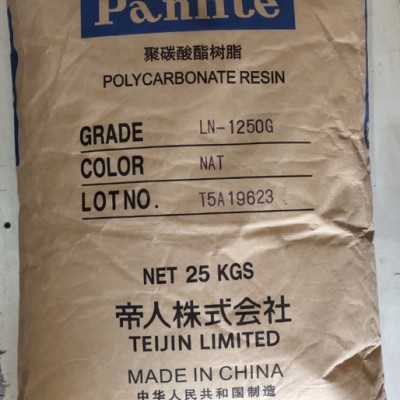 Panlite
聚碳酸酯树脂
POLYCARBONATE RESIN
GRADE LN-1250G
COLOR NAT
LOT NO. T5A19623
NET 25 KGS
帝人株式会社
TEIJIN LIMITED
MADE IN CHINA
中华人民共和国制造